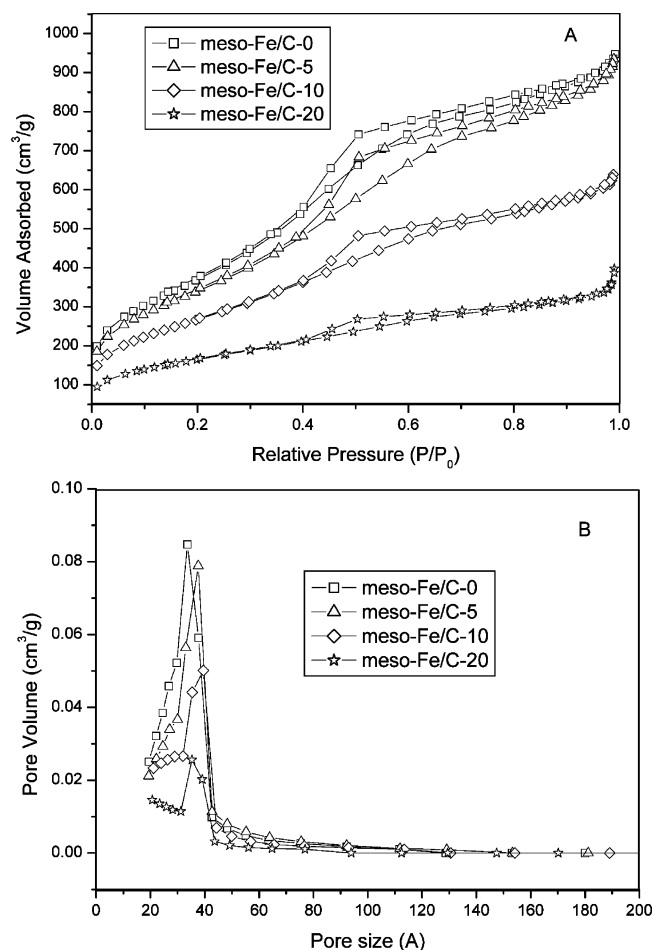 A
meso-Fe/C-0
meso-Fe/C-5
meso-Fe/C-10
meso-Fe/C-20
1000
900
800
700
600
500
400
300
200
100
Volume Adsorbed (cm³/g)
0.0 0.2 0.4 0.6 0.8 1.0
Relative Pressure (P/P₀)
B
meso-Fe/C-0
meso-Fe/C-5
meso-Fe/C-10
meso-Fe/C-20
0.10
0.08
0.06
0.04
0.02
0.00
Pore Volume (cm³/g)
0 20 40 60 80 100 120 140 160 180 200
Pore size (A)